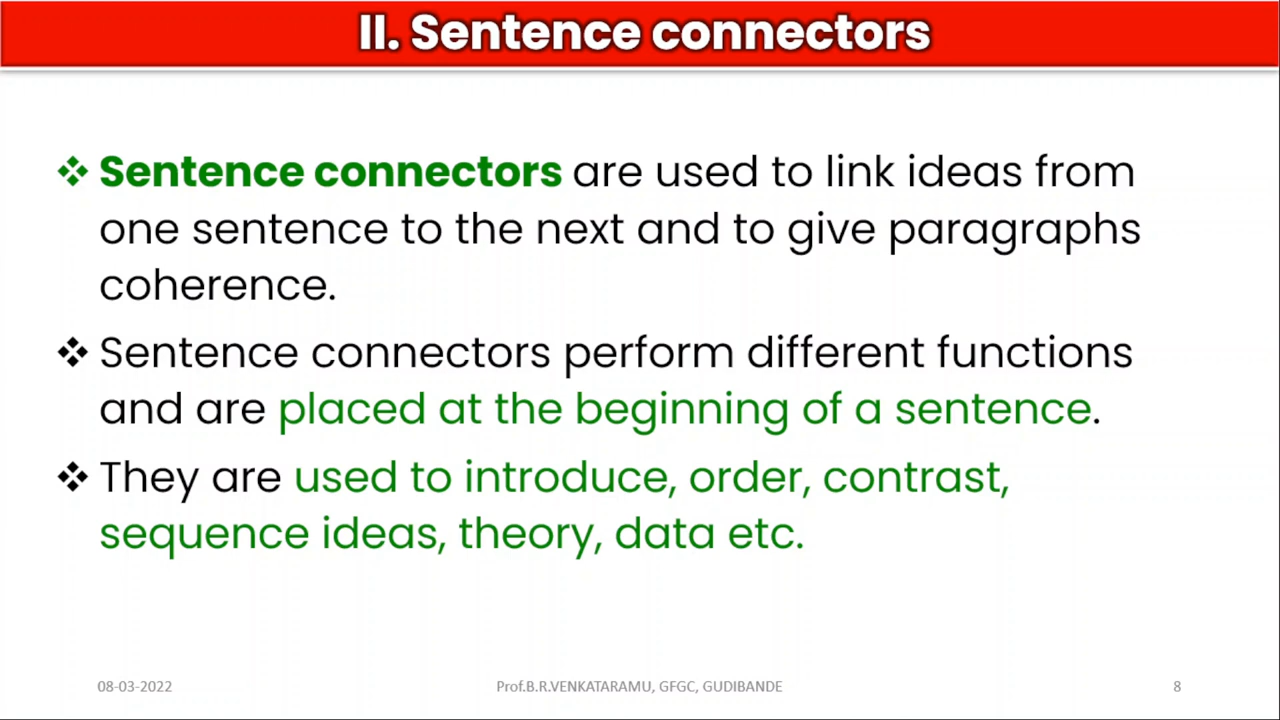 II. Sentence connectors
❖ Sentence connectors are used to link ideas from
one sentence to the next and to give paragraphs
coherence.
❖ Sentence connectors perform different functions
and are placed at the beginning of a sentence.
❖ They are used to introduce, order, contrast,
sequence ideas, theory, data etc.
08-03-2022 Prof.B.R.VENKATARAMU, GFGC, GUDIBANDE 8